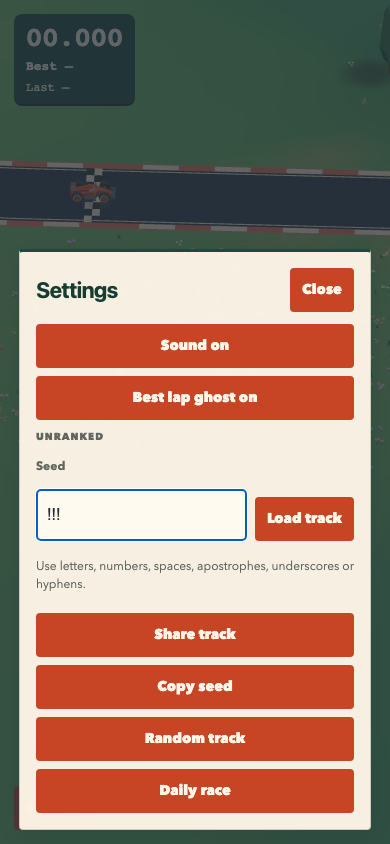 00.000
Best –
Last –
Settings
Close
Sound on
Best lap ghost on
UNRANKED
Seed
!!!
Load track
Use letters, numbers, spaces, apostrophes, underscores or
hyphens.
Share track
Copy seed
Random track
Daily race